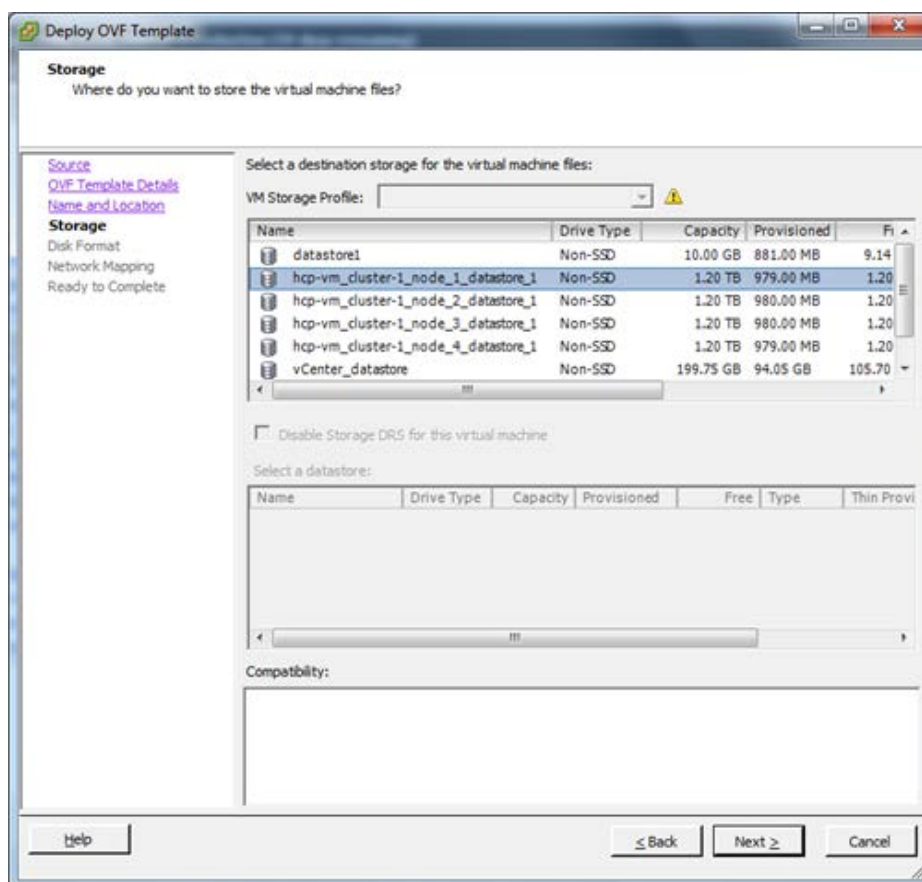 Deploy OVF Template
Storage
Where do you want to store the virtual machine files?
Source
OVF Template Details
Name and Location
Storage
Disk Format
Network Mapping
Ready to Complete
Select a destination storage for the virtual machine files:
VM Storage Profile:
Name Drive Type Capacity Provisioned
datastore1 Non-SSD 10.00 GB 881.00 MB 9.14
hcp-vm_cluster-1_node_1_datastore_1 Non-SSD 1.20 TB 979.00 MB 1.20
hcp-vm_cluster-1_node_2_datastore_1 Non-SSD 1.20 TB 980.00 MB 1.20
hcp-vm_cluster-1_node_3_datastore_1 Non-SSD 1.20 TB 980.00 MB 1.20
hcp-vm_cluster-1_node_4_datastore_1 Non-SSD 1.20 TB 979.00 MB 1.20
vCenter_datastore Non-SSD 199.75 GB 94.05 GB 105.70
Disable Storage DRS for this virtual machine
Select a datastore:
Name Drive Type Capacity Provisioned Free Type Thin Provi
Compatibility:
Help < Back Next > Cancel